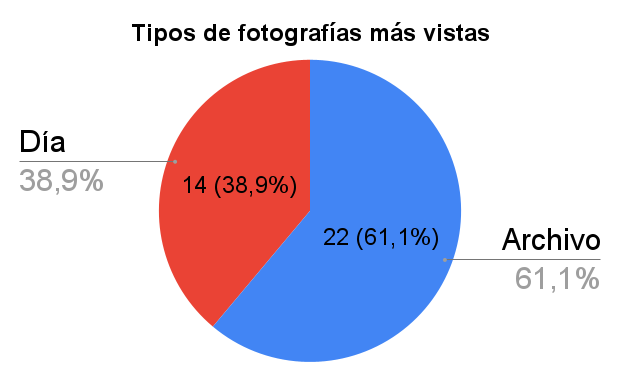 Tipos de fotografías más vistas
Día
38,9%
14 (38,9%)
22 (61,1%)
Archivo
61,1%